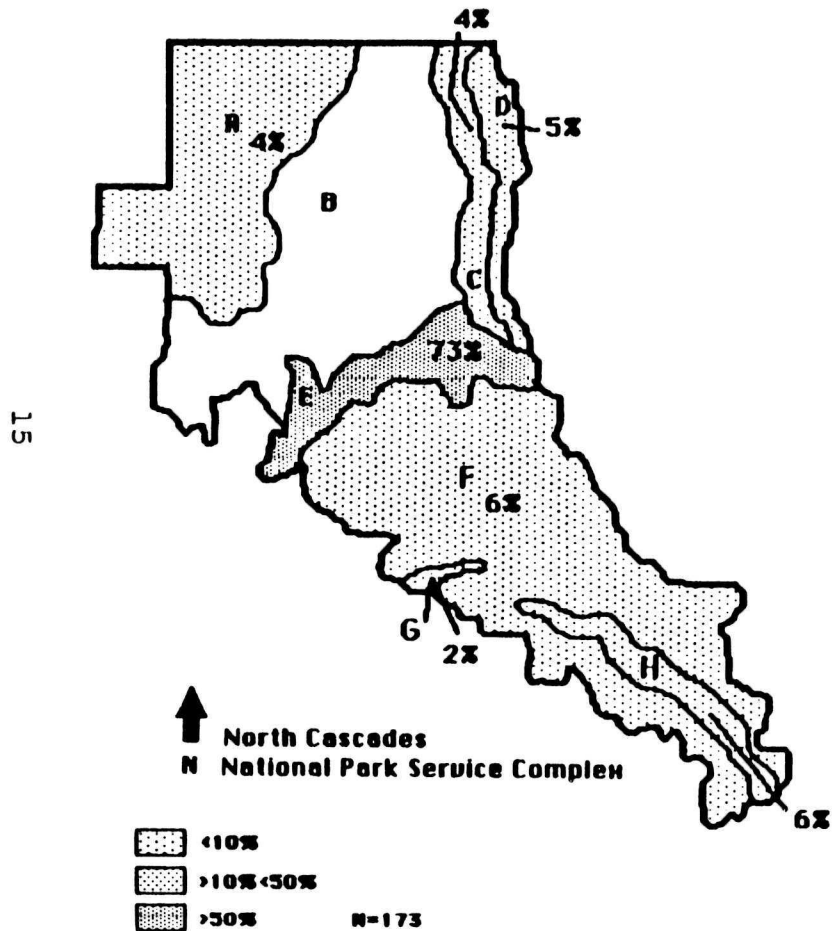 4%
D
5%
A
4%
B
C
73%
E
15
F
6%
G
2%
H
6%
North Cascades
N National Park Service Complex
<10%
>10%<50%
>50% N=173